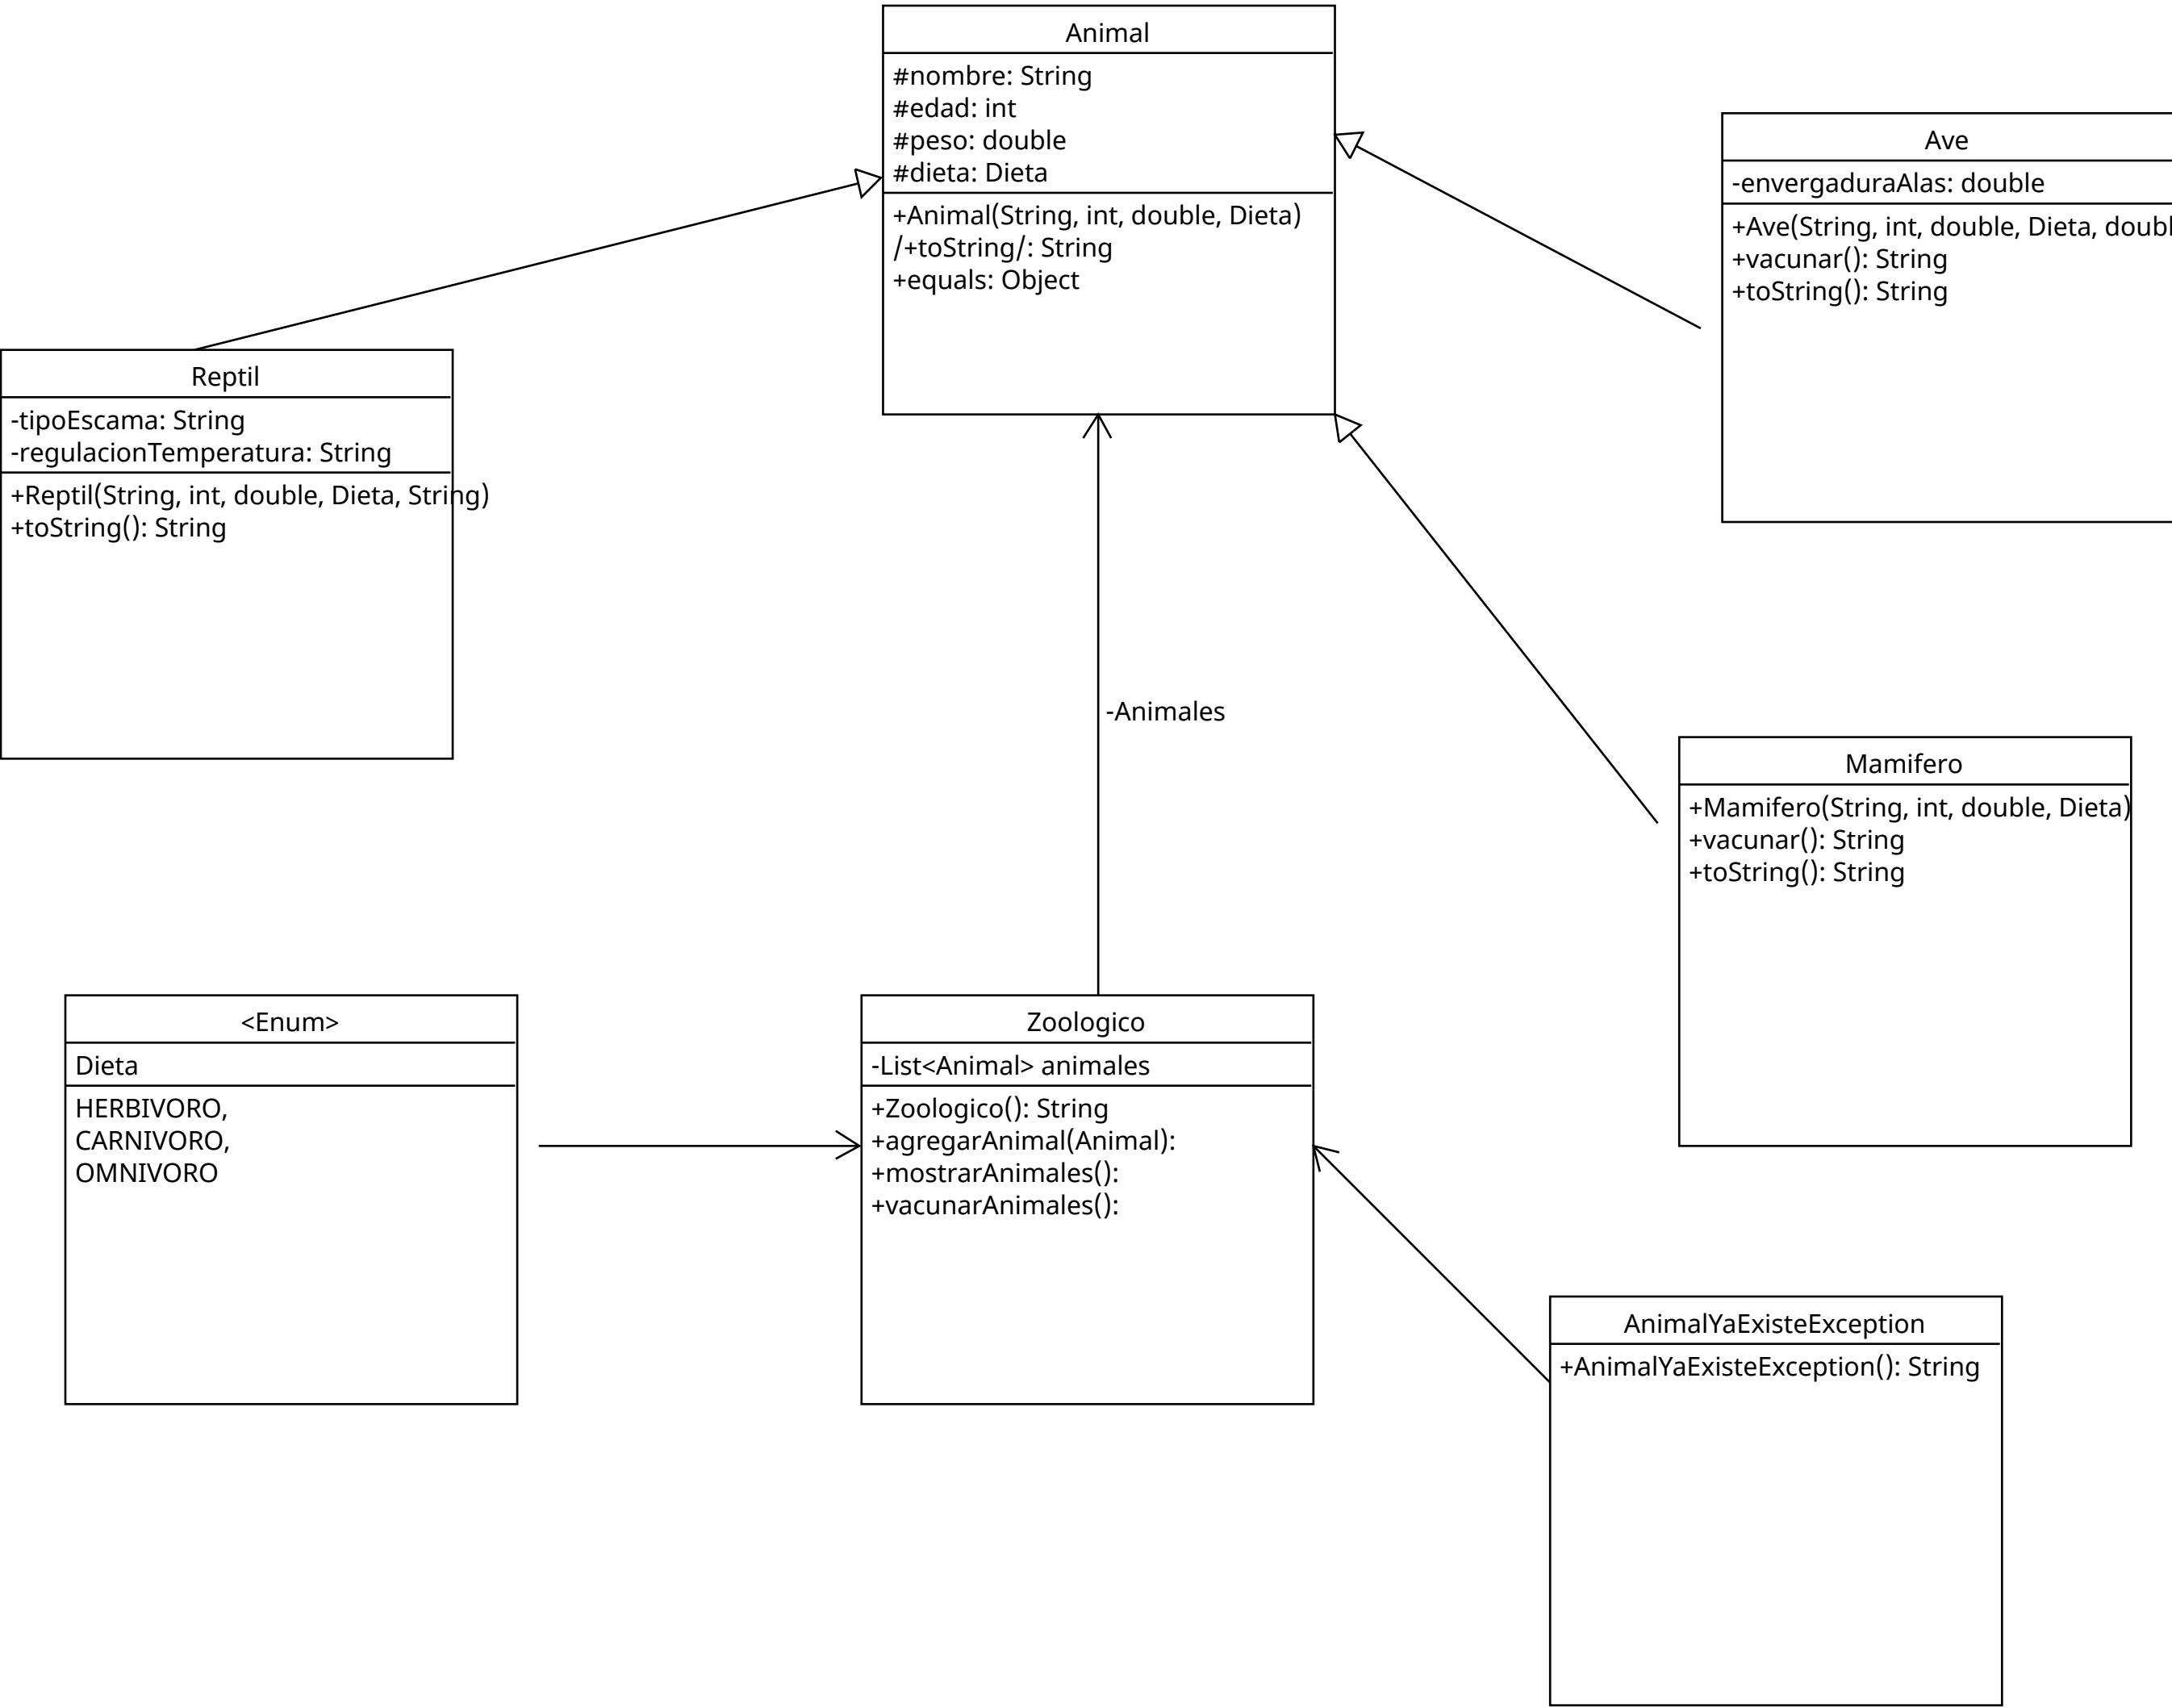 Animal
#nombre: String
#edad: int
#peso: double
#dieta: Dieta
+Animal(String, int, double, Dieta)
/+toString/: String
+equals: Object
Ave
-envergaduraAlas: double
+Ave(String, int, double, Dieta, doubl
+vacunar(): String
+toString(): String
Reptil
-tipoEscama: String
-regulacionTemperatura: String
+Reptil(String, int, double, Dieta, String)
+toString(): String
-Animales
Mamifero
+Mamifero(String, int, double, Dieta)
+vacunar(): String
+toString(): String
<Enum>
Dieta
HERBIVORO,
CARNIVORO,
OMNIVORO
Zoologico
-List<Animal> animales
+Zoologico(): String
+agregarAnimal(Animal):
+mostrarAnimales():
+vacunarAnimales():
AnimalYaExisteException
+AnimalYaExisteException(): String